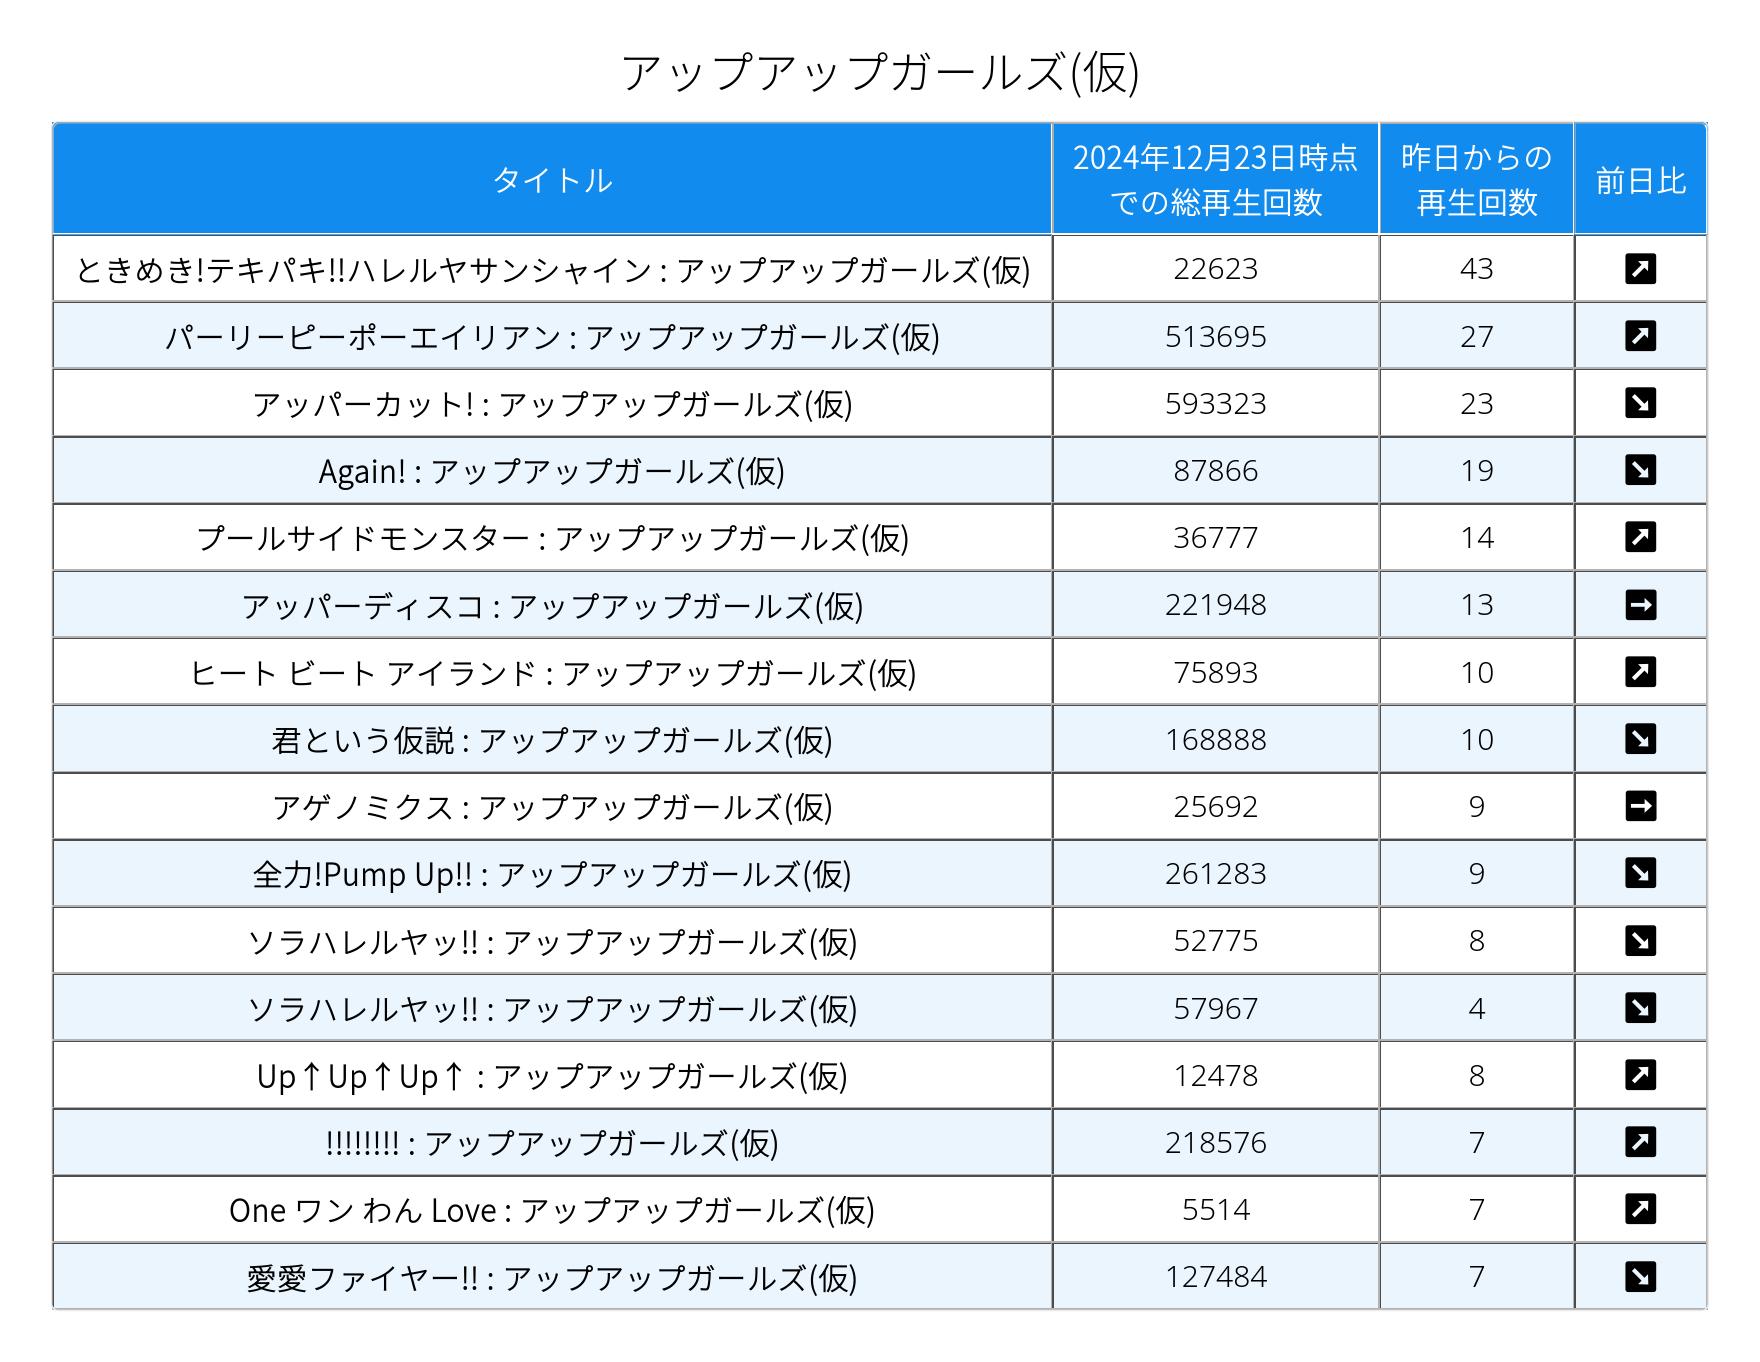 アップアップガールズ(仮)
タイトル 2024年12月23日時点での総再生回数 昨日からの再生回数 前日比
ときめき!テキパキ!!ハレルヤサンシャイン : アップアップガールズ(仮) 22623 43 ↗
パーリーピーポーエイリアン : アップアップガールズ(仮) 513695 27 ↗
アッパーカット! : アップアップガールズ(仮) 593323 23 ↘
Again! : アップアップガールズ(仮) 87866 19 ↘
プールサイドモンスター : アップアップガールズ(仮) 36777 14 ↗
アッパーディスコ : アップアップガールズ(仮) 221948 13 →
ヒート ビート アイランド : アップアップガールズ(仮) 75893 10 ↗
君という仮説 : アップアップガールズ(仮) 168888 10 ↘
アゲノミクス : アップアップガールズ(仮) 25692 9 →
全力!Pump Up!! : アップアップガールズ(仮) 261283 9 ↘
ソラハレルヤッ!! : アップアップガールズ(仮) 52775 8 ↘
ソラハレルヤッ!! : アップアップガールズ(仮) 57967 4 ↘
Up↑Up↑Up↑ : アップアップガールズ(仮) 12478 8 ↗
!!!!!!!! : アップアップガールズ(仮) 218576 7 ↗
One ワン わん Love : アップアップガールズ(仮) 5514 7 ↗
愛愛ファイヤー!! : アップアップガールズ(仮) 127484 7 ↘